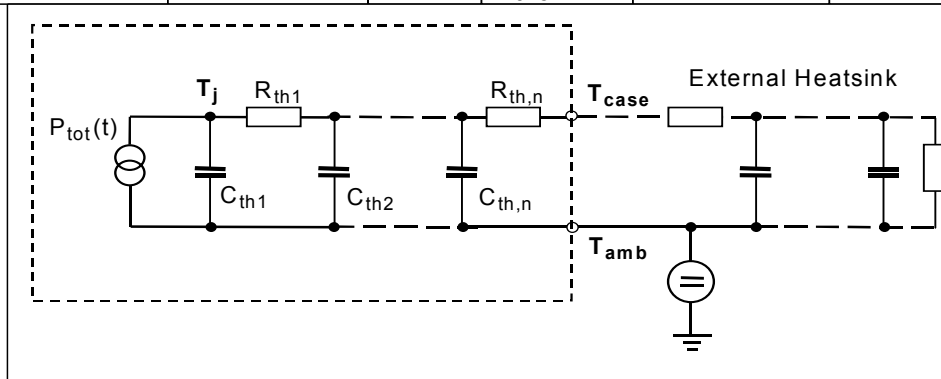 External Heatsink
T_j R_th1 R_th,n T_case
P_tot(t)
C_th1 C_th2 C_th,n
T_amb